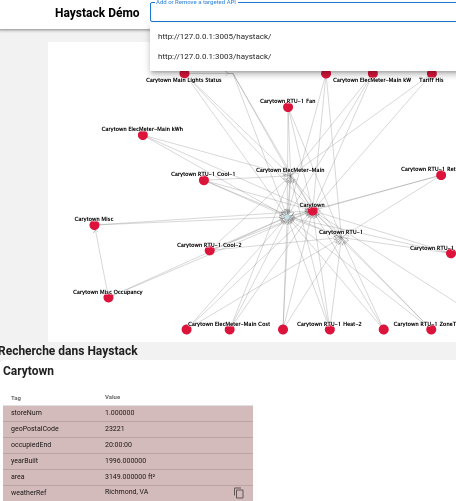 Haystack Démo
Add or Remove a targeted API
http://127.0.0.1:3005/haystack/
http://127.0.0.1:3003/haystack/
Carytown Main Lights Status
Carytown ElecMeter-Main kW
Tariff His
Carytown RTU-1 Fan
Carytown ElecMeter-Main kWh
Carytown ElecMeter-Main
Carytown RTU-1 Cool-1
Carytown RTU-1 Ret
Carytown
Carytown Misc
Carytown RTU-1
Carytown RTU-1 Cool-2
Carytown RTU-1
Carytown Misc Occupancy
Carytown ElecMeter-Main Cost
Carytown RTU-1 Heat-2
Carytown RTU-1 ZoneT
Recherche dans Haystack
Carytown
Tag Value
storeNum 1.000000
geoPostalCode 23221
occupiedEnd 20:00:00
yearBuilt 1996.000000
area 3149.000000 ft²
weatherRef Richmond, VA